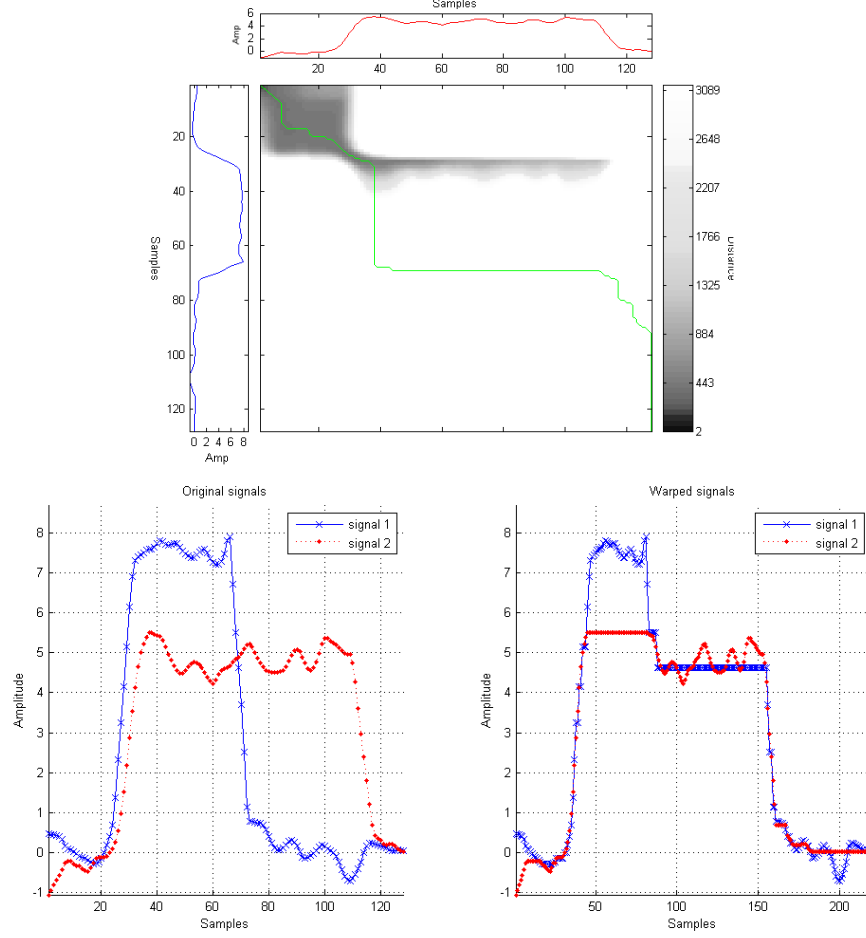 Samples
6
4
2
0
Amp
20 40 60 80 100 120
20
40
60
80
100
120
Samples
0 2 4 6 8
Amp
3089
2648
2207
1766
1325
884
443
2
Distance
Original signals
8
7
6
5
4
3
2
1
0
-1
Amplitude
signal 1
signal 2
20 40 60 80 100 120
Samples
Warped signals
8
7
6
5
4
3
2
1
0
-1
Amplitude
signal 1
signal 2
50 100 150 200
Samples